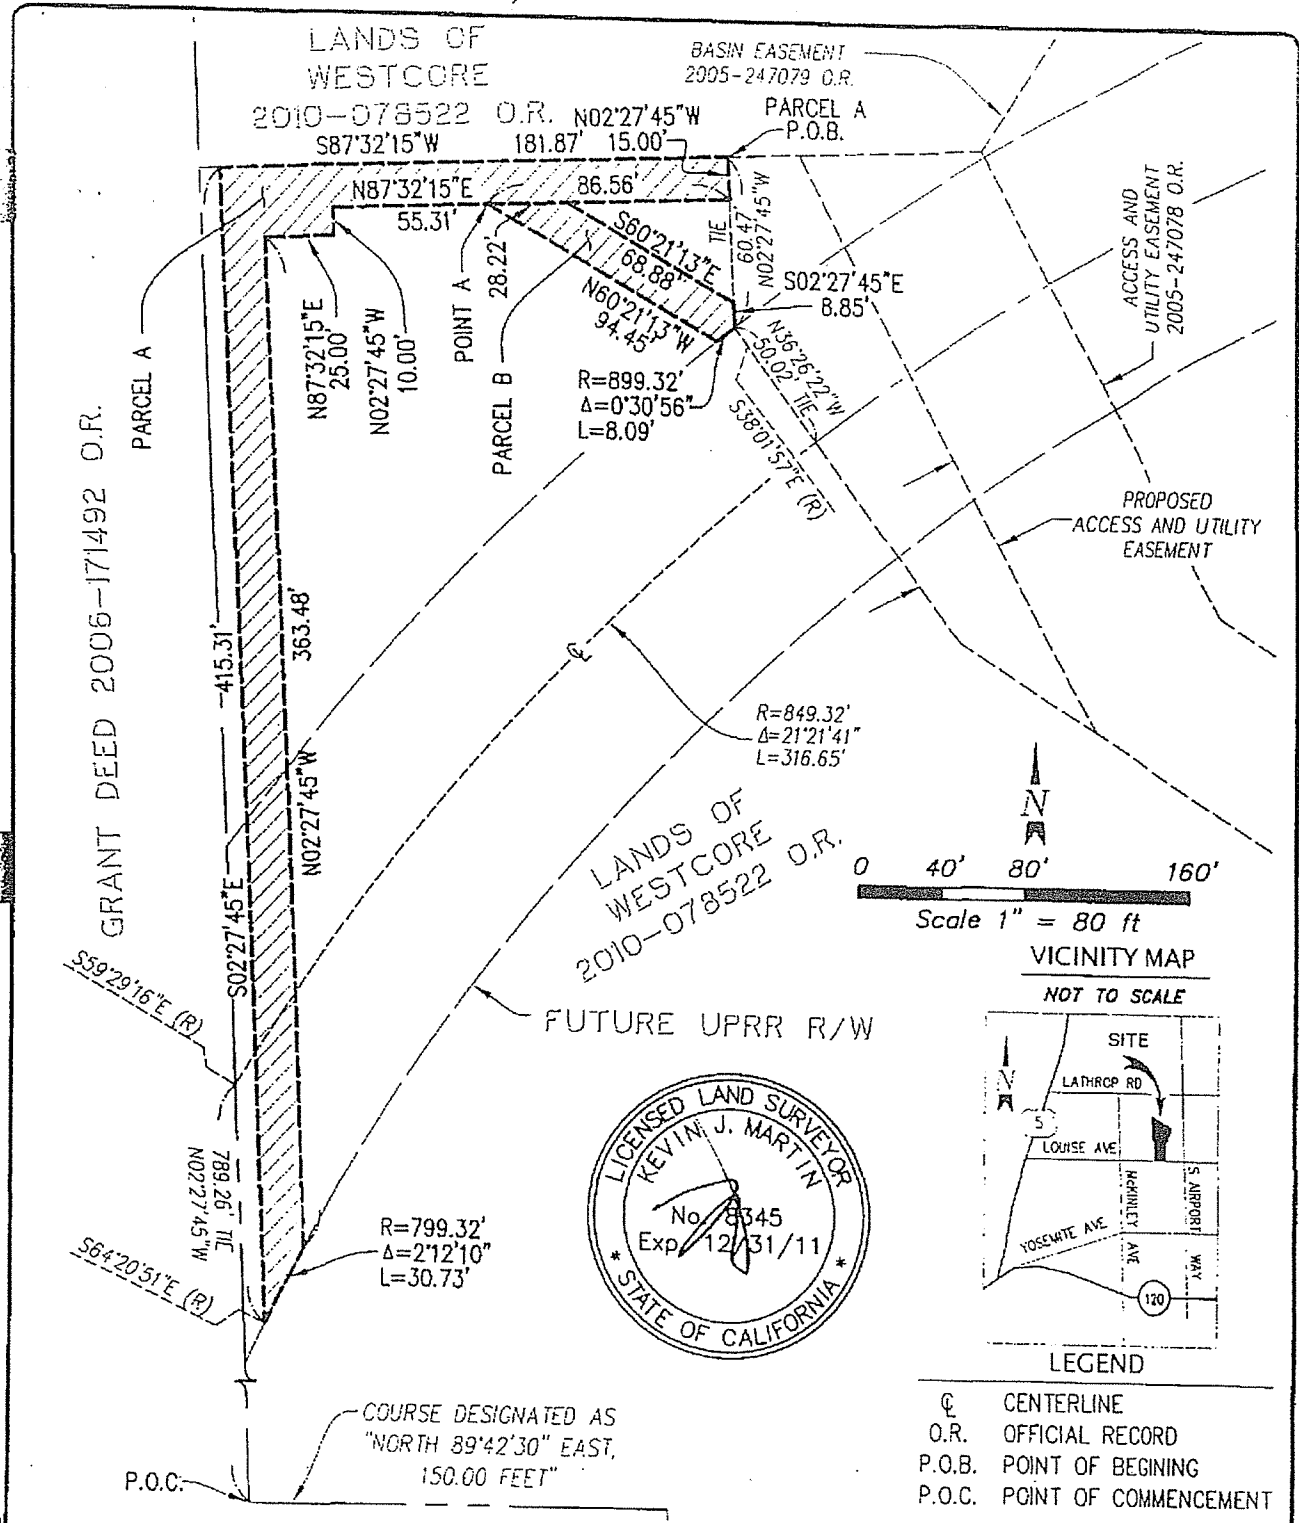 LANDS OF
WESTCORE
2010-078522 O.R.
BASIN EASEMENT
2005-247079 O.R.
PARCEL A
P.O.B.
N02°27'45"W
15.00'
S87°32'15"W
181.87'
N87°32'15"E
55.31'
86.56'
S60°21'13"E
68.88'
28.22'
N60°21'13"W
94.45'
TIE
60.47'
N02°27'45"W
S02°27'45"E
8.85'
ACCESS AND
UTILITY EASEMENT
2005-247078 O.R.
PARCEL A
N87°32'15"E
25.00'
N02°27'45"W
10.00'
POINT A
PARCEL B
R=899.32'
Δ=0°30'56"
L=8.09'
N36°26'22"W
50.02' TIE
S38°01'57"E (R)
PROPOSED
ACCESS AND UTILITY
EASEMENT
GRANT DEED 2006-171492 O.R.
415.31'
S02°27'45"E
363.48'
N02°27'45"W
℄
R=849.32'
Δ=21°21'41"
L=316.65'
LANDS OF
WESTCORE
2010-078522 O.R.
N
0 40' 80' 160'
Scale 1" = 80 ft
S59°29'16"E (R)
FUTURE UPRR R/W
789.26' TIE
N02°27'45"W
S64°20'51"E (R)
R=799.32'
Δ=2°12'10"
L=30.73'
LICENSED LAND SURVEYOR
KEVIN J. MARTIN
No. 8345
Exp. 12/31/11
* STATE OF CALIFORNIA *
VICINITY MAP
NOT TO SCALE
SITE
N
LATHROP RD
5
LOUISE AVE
McKINLEY AVE
S. AIRPORT WAY
YOSEMITE AVE
120
LEGEND
℄ CENTERLINE
O.R. OFFICIAL RECORD
P.O.B. POINT OF BEGINING
P.O.C. POINT OF COMMENCEMENT
COURSE DESIGNATED AS
"NORTH 89°42'30" EAST,
150.00 FEET"
P.O.C.